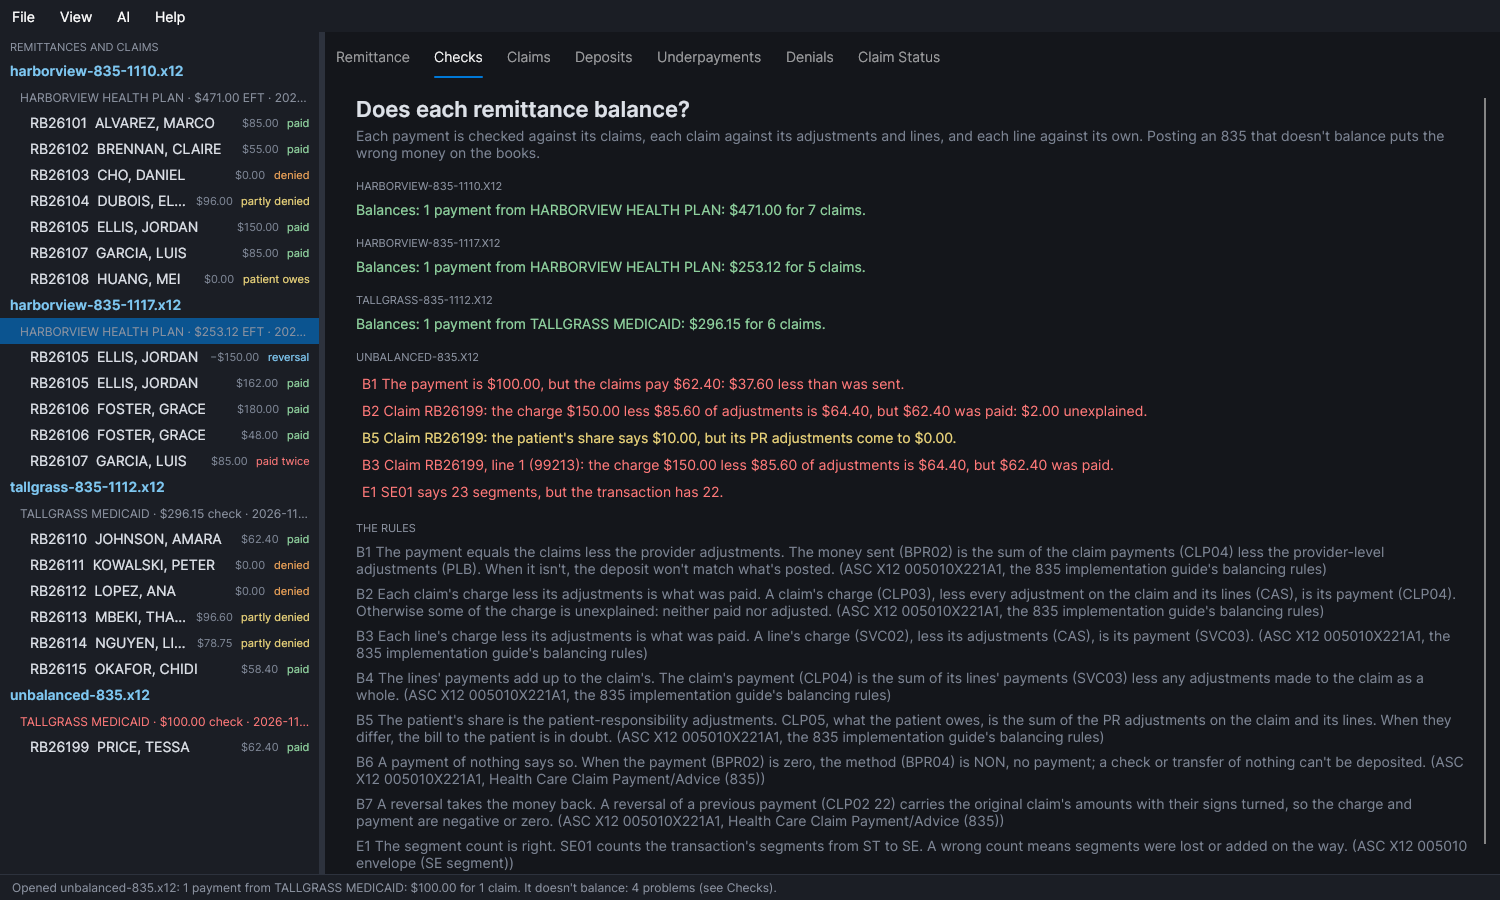 File View AI Help
REMITTANCES AND CLAIMS
harborview-835-1110.x12
HARBORVIEW HEALTH PLAN · $471.00 EFT · 202...
RB26101 ALVAREZ, MARCO $85.00 paid
RB26102 BRENNAN, CLAIRE $55.00 paid
RB26103 CHO, DANIEL $0.00 denied
RB26104 DUBOIS, EL... $96.00 partly denied
RB26105 ELLIS, JORDAN $150.00 paid
RB26107 GARCIA, LUIS $85.00 paid
RB26108 HUANG, MEI $0.00 patient owes
harborview-835-1117.x12
HARBORVIEW HEALTH PLAN · $253.12 EFT · 202...
RB26105 ELLIS, JORDAN −$150.00 reversal
RB26105 ELLIS, JORDAN $162.00 paid
RB26106 FOSTER, GRACE $180.00 paid
RB26106 FOSTER, GRACE $48.00 paid
RB26107 GARCIA, LUIS $85.00 paid twice
tallgrass-835-1112.x12
TALLGRASS MEDICAID · $296.15 check · 2026-11...
RB26110 JOHNSON, AMARA $62.40 paid
RB26111 KOWALSKI, PETER $0.00 denied
RB26112 LOPEZ, ANA $0.00 denied
RB26113 MBEKI, THA... $96.60 partly denied
RB26114 NGUYEN, LI... $78.75 partly denied
RB26115 OKAFOR, CHIDI $58.40 paid
unbalanced-835.x12
TALLGRASS MEDICAID · $100.00 check · 2026-11...
RB26199 PRICE, TESSA $62.40 paid
Remittance Checks Claims Deposits Underpayments Denials Claim Status
Does each remittance balance?
Each payment is checked against its claims, each claim against its adjustments and lines, and each line against its own. Posting an 835 that doesn't balance puts the
wrong money on the books.
HARBORVIEW-835-1110.X12
Balances: 1 payment from HARBORVIEW HEALTH PLAN: $471.00 for 7 claims.
HARBORVIEW-835-1117.X12
Balances: 1 payment from HARBORVIEW HEALTH PLAN: $253.12 for 5 claims.
TALLGRASS-835-1112.X12
Balances: 1 payment from TALLGRASS MEDICAID: $296.15 for 6 claims.
UNBALANCED-835.X12
B1 The payment is $100.00, but the claims pay $62.40: $37.60 less than was sent.
B2 Claim RB26199: the charge $150.00 less $85.60 of adjustments is $64.40, but $62.40 was paid: $2.00 unexplained.
B5 Claim RB26199: the patient's share says $10.00, but its PR adjustments come to $0.00.
B3 Claim RB26199, line 1 (99213): the charge $150.00 less $85.60 of adjustments is $64.40, but $62.40 was paid.
E1 SE01 says 23 segments, but the transaction has 22.
THE RULES
B1 The payment equals the claims less the provider adjustments. The money sent (BPR02) is the sum of the claim payments (CLP04) less the provider-level
adjustments (PLB). When it isn't, the deposit won't match what's posted. (ASC X12 005010X221A1, the 835 implementation guide's balancing rules)
B2 Each claim's charge less its adjustments is what was paid. A claim's charge (CLP03), less every adjustment on the claim and its lines (CAS), is its payment (CLP04).
Otherwise some of the charge is unexplained: neither paid nor adjusted. (ASC X12 005010X221A1, the 835 implementation guide's balancing rules)
B3 Each line's charge less its adjustments is what was paid. A line's charge (SVC02), less its adjustments (CAS), is its payment (SVC03). (ASC X12 005010X221A1, the
835 implementation guide's balancing rules)
B4 The lines' payments add up to the claim's. The claim's payment (CLP04) is the sum of its lines' payments (SVC03) less any adjustments made to the claim as a
whole. (ASC X12 005010X221A1, the 835 implementation guide's balancing rules)
B5 The patient's share is the patient-responsibility adjustments. CLP05, what the patient owes, is the sum of the PR adjustments on the claim and its lines. When they
differ, the bill to the patient is in doubt. (ASC X12 005010X221A1, the 835 implementation guide's balancing rules)
B6 A payment of nothing says so. When the payment (BPR02) is zero, the method (BPR04) is NON, no payment; a check or transfer of nothing can't be deposited. (ASC
X12 005010X221A1, Health Care Claim Payment/Advice (835))
B7 A reversal takes the money back. A reversal of a previous payment (CLP02 22) carries the original claim's amounts with their signs turned, so the charge and
payment are negative or zero. (ASC X12 005010X221A1, Health Care Claim Payment/Advice (835))
E1 The segment count is right. SE01 counts the transaction's segments from ST to SE. A wrong count means segments were lost or added on the way. (ASC X12 005010
envelope (SE segment))
Opened unbalanced-835.x12: 1 payment from TALLGRASS MEDICAID: $100.00 for 1 claim. It doesn't balance: 4 problems (see Checks).